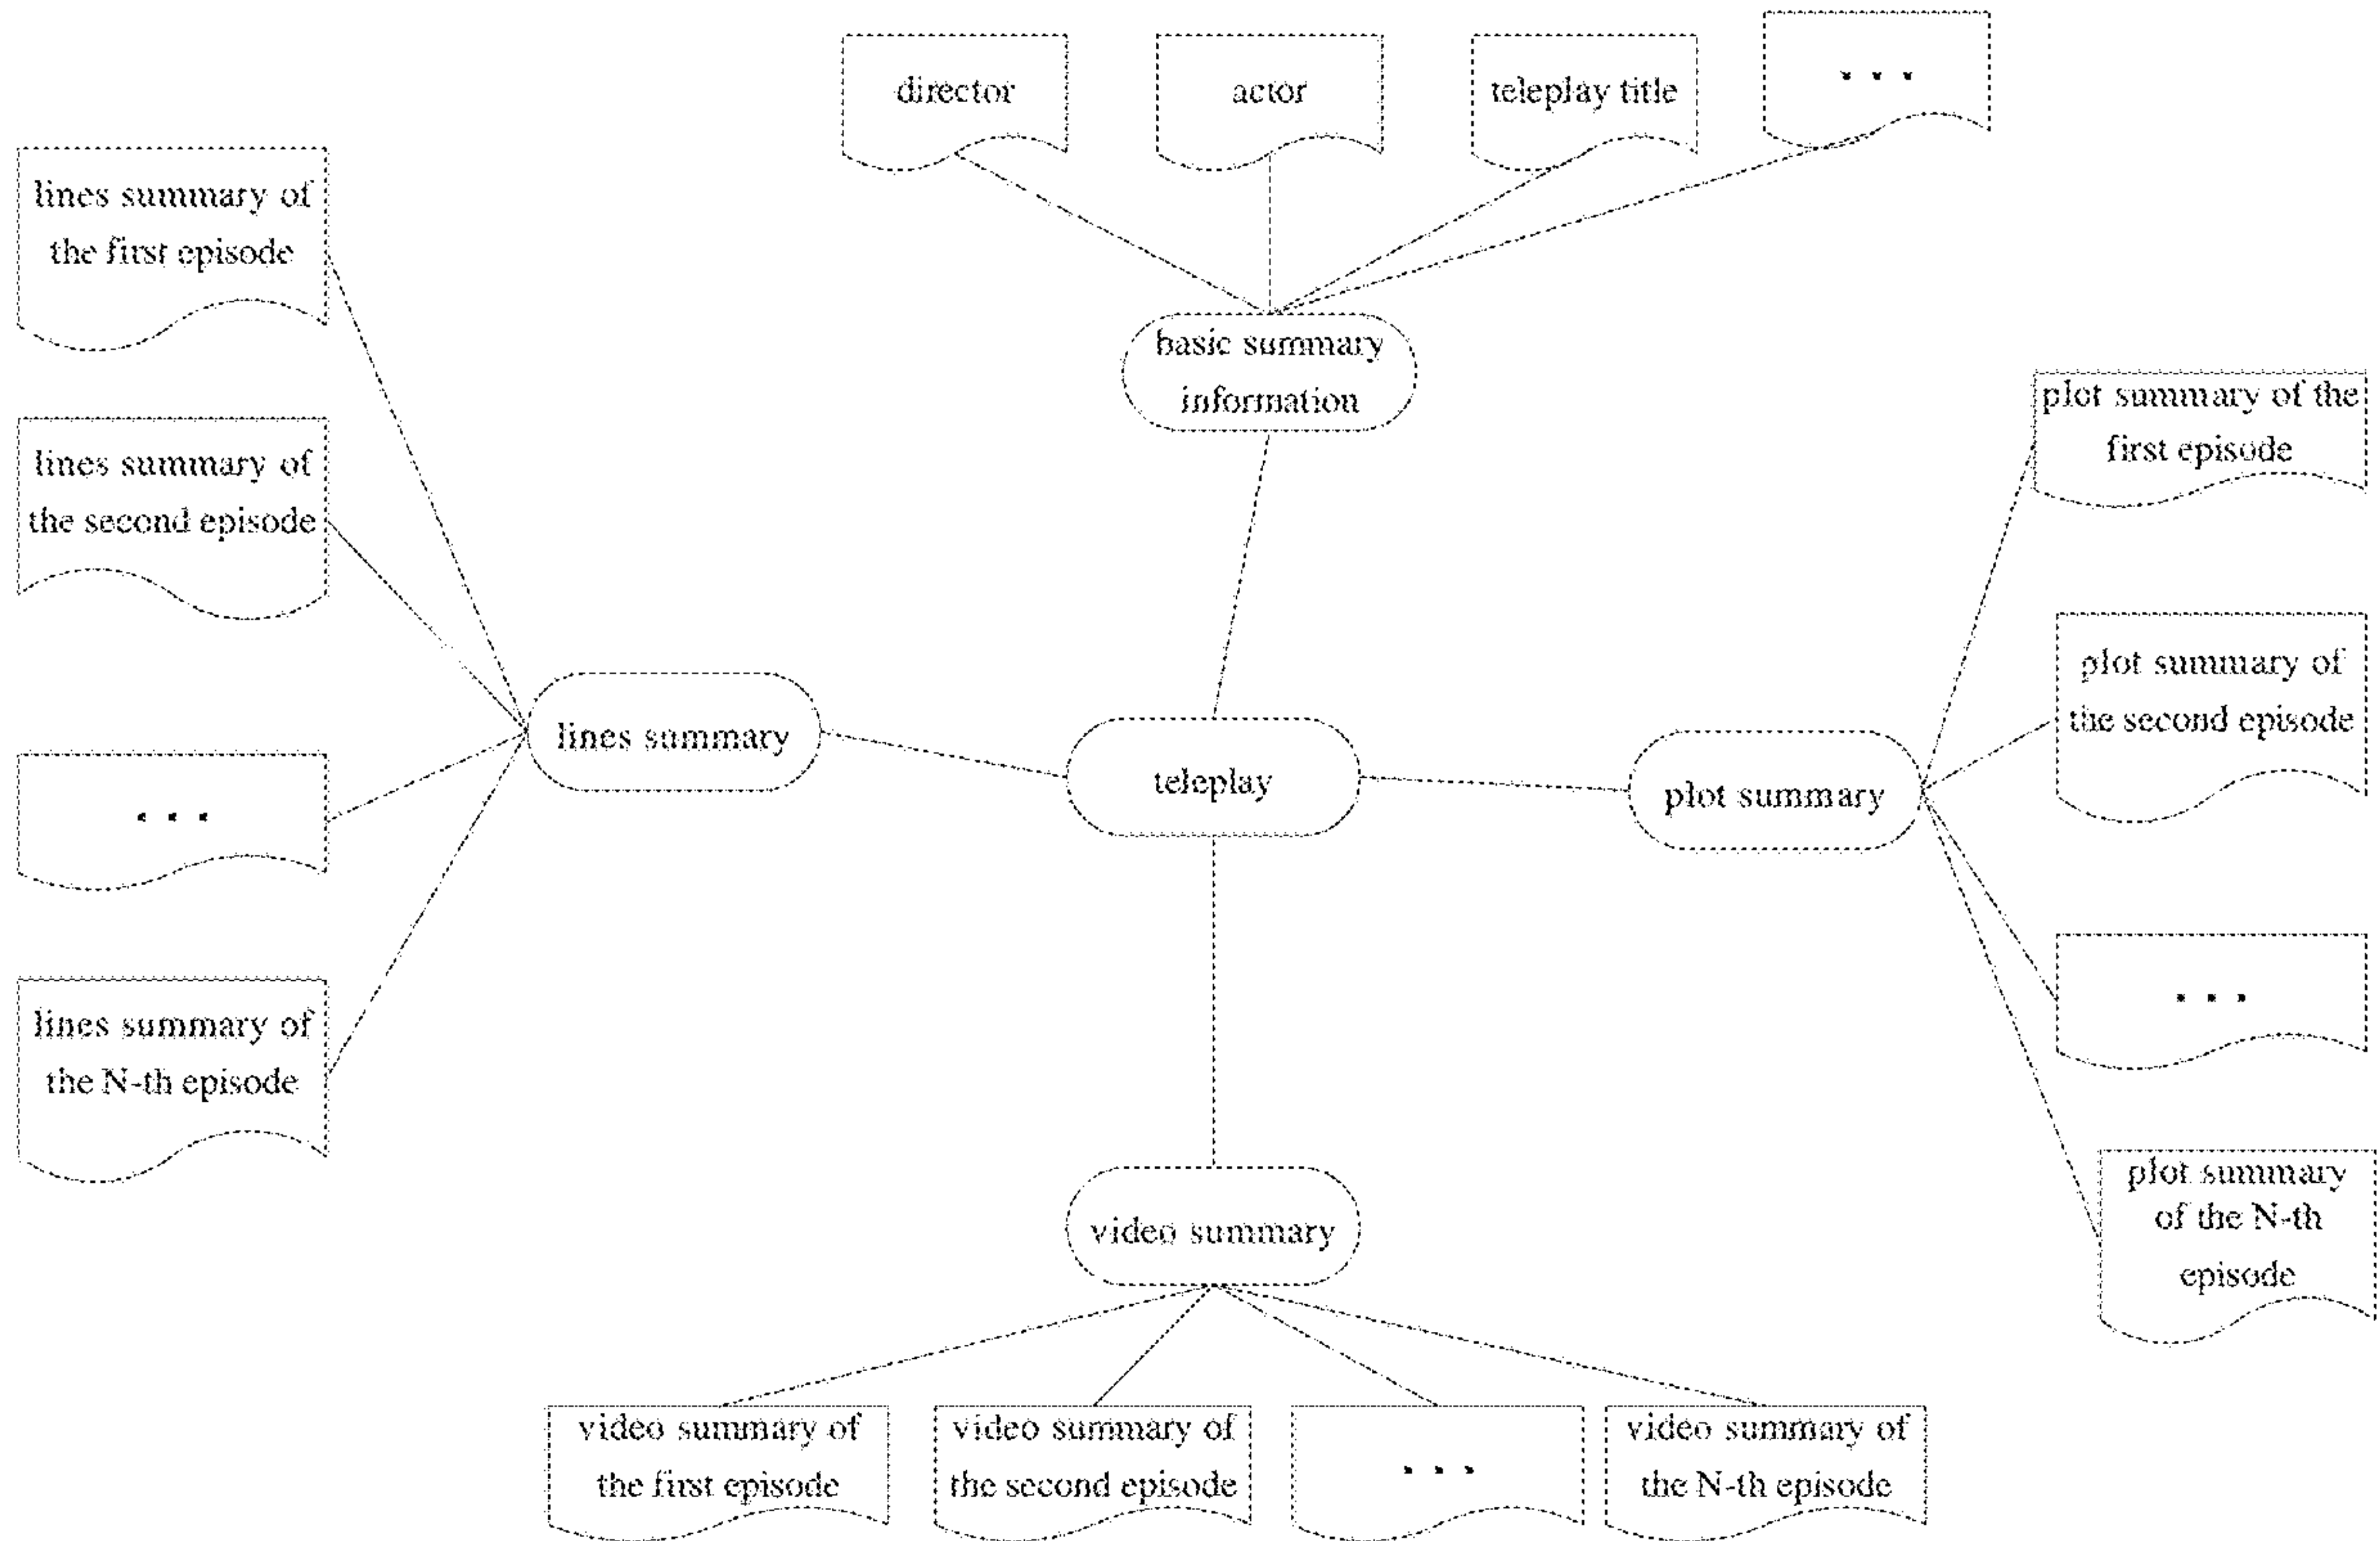 director
actor
teleplay title
. . .
lines summary of
the first episode
basic summary
information
plot summary of the
first episode
lines summary of
the second episode
plot summary of
the second episode
lines summary
teleplay
plot summary
. . .
. . .
lines summary of
the N-th episode
plot summary
of the N-th
episode
video summary
video summary of
the first episode
video summary of
the second episode
. . .
video summary of
the N-th episode